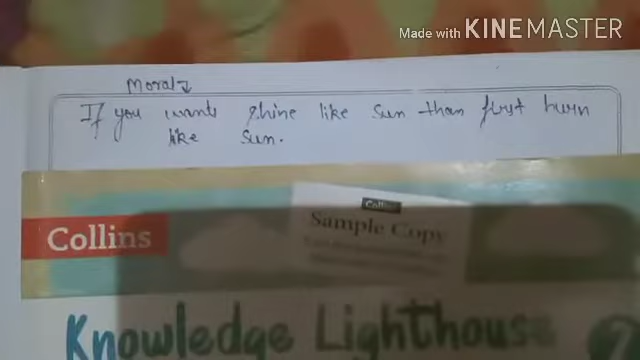 Made with KINEMASTER
Moral
If you wants shine like sun than first burn
like sun.
Collins
Collins
Sample Copy
Knowledge Lighthouse